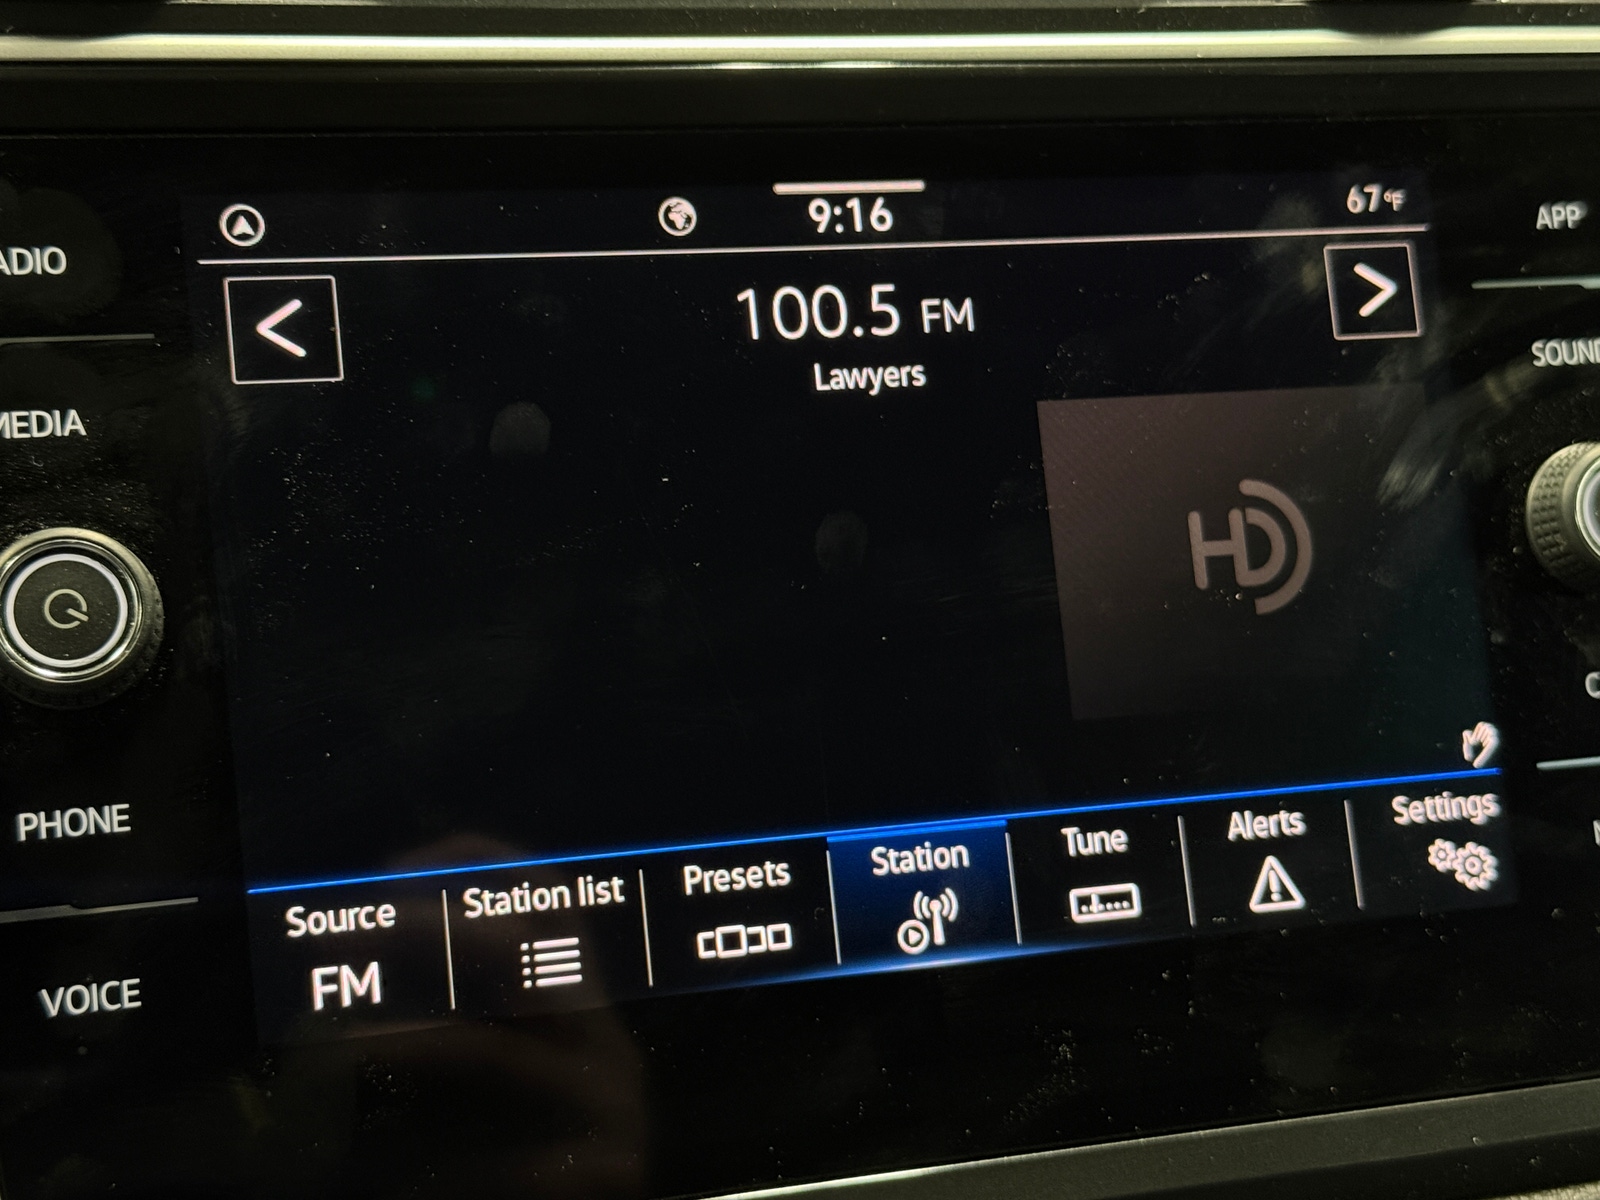 9:16
67°F
100.5 FM
Lawyers
HD
Source
FM
Station list
Presets
Station
Tune
Alerts
Settings
MEDIA
PHONE
VOICE
APP
SOUND